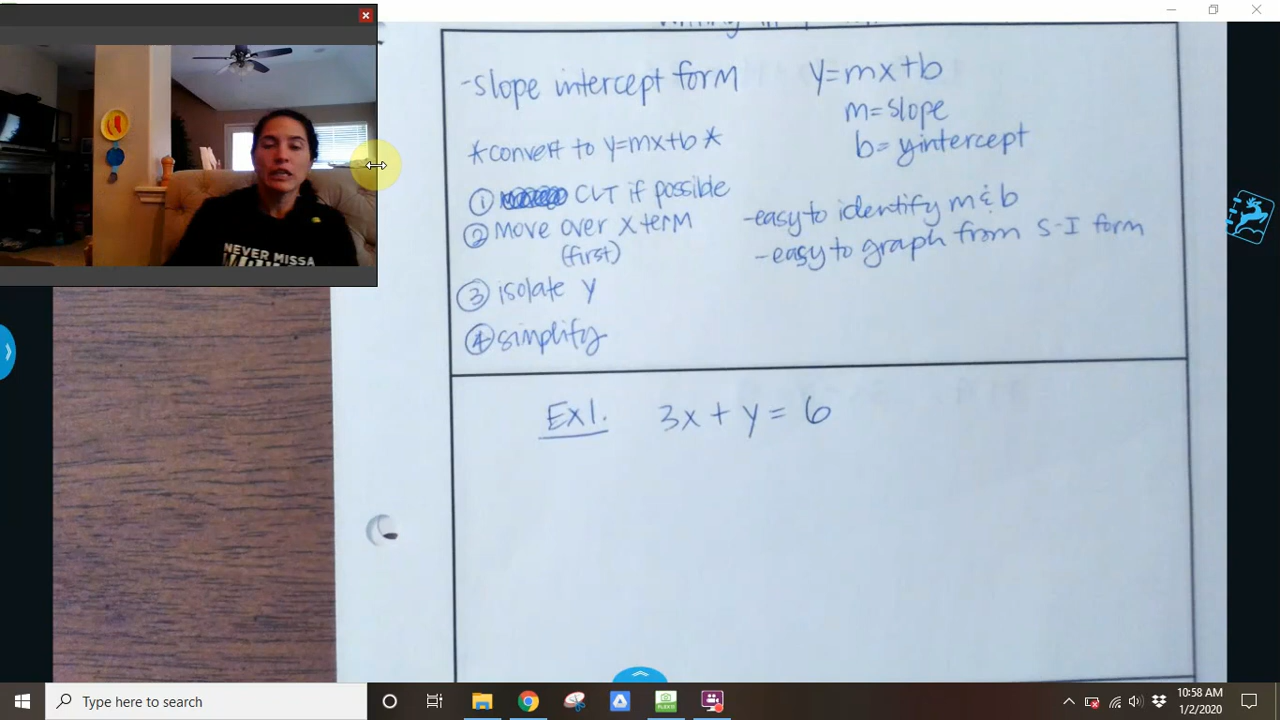 -slope intercept form
y=mx+b
m=slope
b= yintercept
*convert to y=mx+b*
① CLT if possible
② Move over x term
(first)
③ isolate y
④ simplify
-easy to identify m & b
-easy to graph from S-I form
Ex1. 3x + y = 6
NEVER MISS A
Type here to search
10:58 AM
1/2/2020